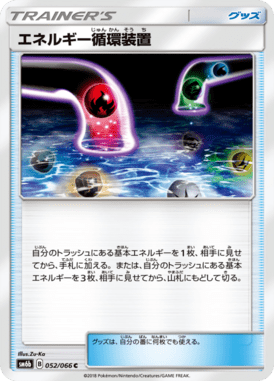 TRAINER'S
グッズ
エネルギー循環装置
自分のトラッシュにある基本エネルギーを1枚、相手に見せ
てから、手札に加える。または、自分のトラッシュにある基本
エネルギーを3枚、相手に見せてから、山札にもどして切る。
グッズは、自分の番に何枚でも使える。
Illus.Zu-Ka
sm6b 052/066 C
©2018 Pokémon/Nintendo/Creatures/GAME FREAK.